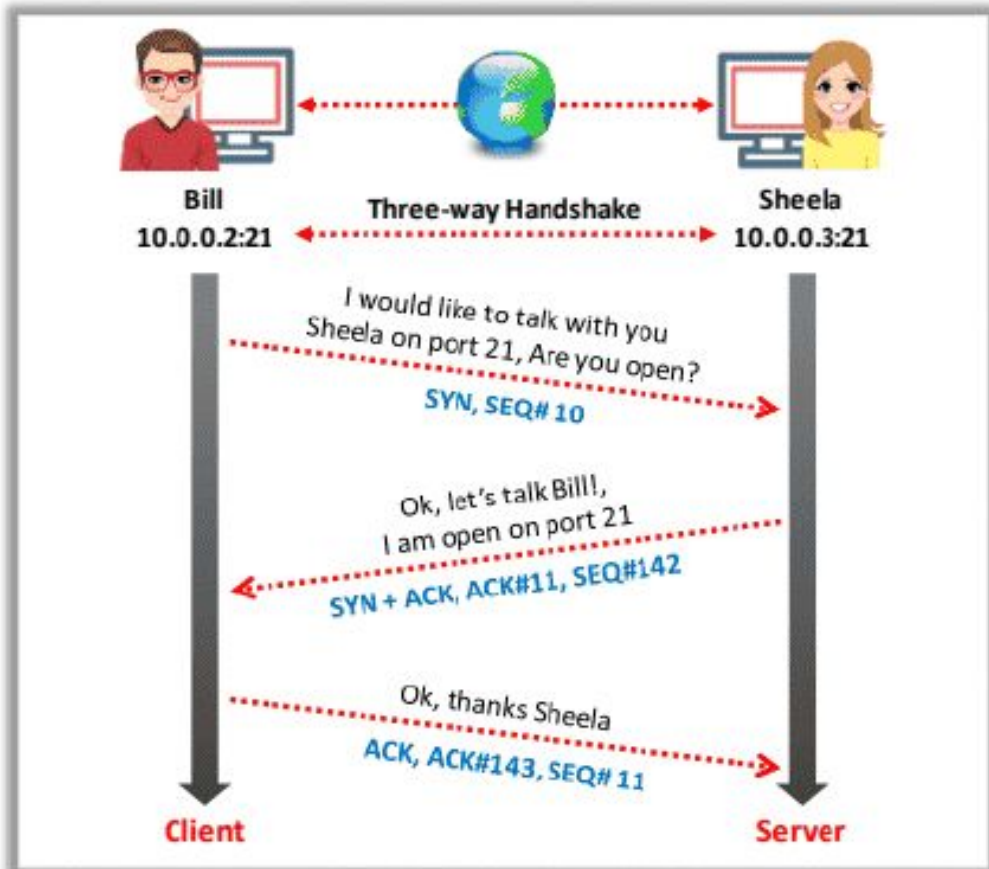 Bill
10.0.0.2:21
Three-way Handshake
Sheela
10.0.0.3:21
I would like to talk with you
Sheela on port 21, Are you open?
SYN, SEQ# 10
Ok, let's talk Bill!,
I am open on port 21
SYN + ACK, ACK#11, SEQ#142
Ok, thanks Sheela
ACK, ACK#143, SEQ# 11
Client
Server